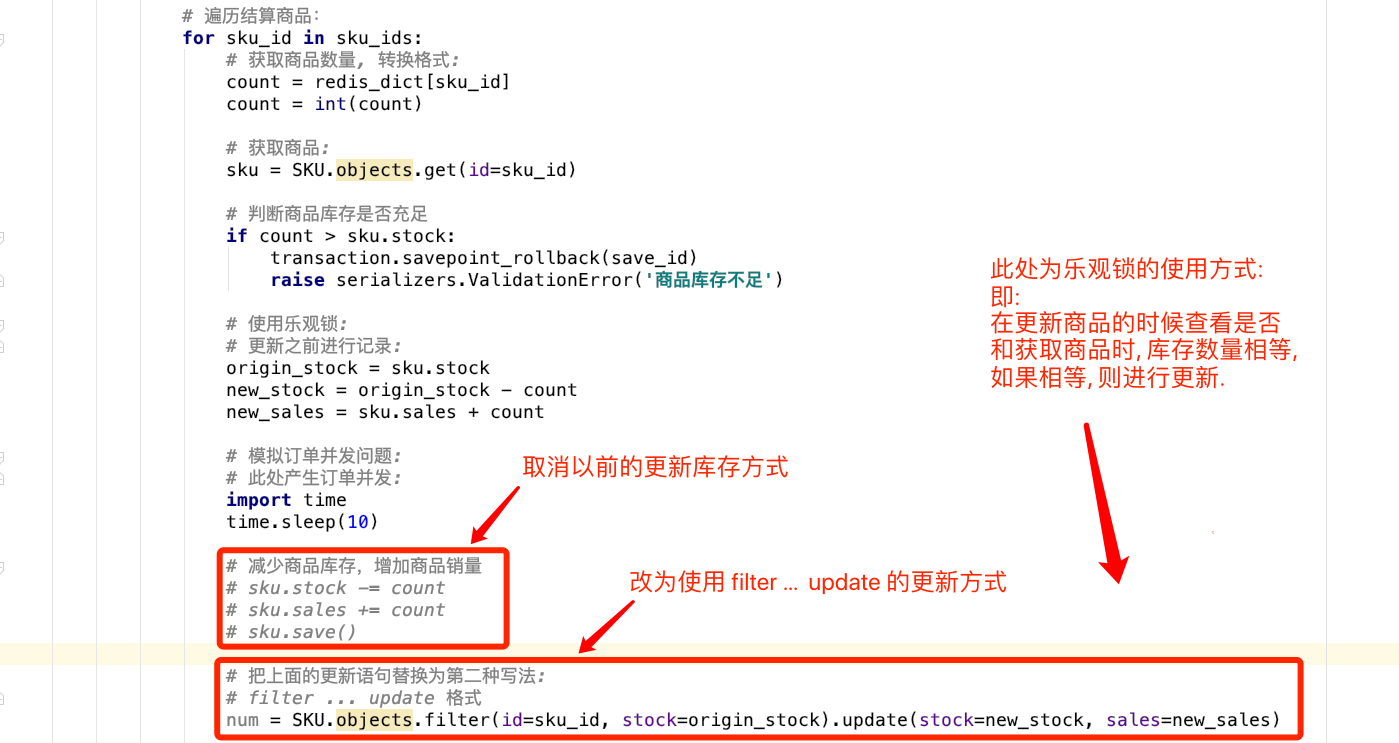 # 遍历结算商品:
for sku_id in sku_ids:
# 获取商品数量, 转换格式:
count = redis_dict[sku_id]
count = int(count)
# 获取商品:
sku = SKU.objects.get(id=sku_id)
# 判断商品库存是否充足
if count > sku.stock:
transaction.savepoint_rollback(save_id)
raise serializers.ValidationError('商品库存不足')
此处为乐观锁的使用方式:
即:
在更新商品的时候查看是否
和获取商品时, 库存数量相等,
如果相等, 则进行更新.
# 使用乐观锁:
# 更新之前进行记录:
origin_stock = sku.stock
new_stock = origin_stock - count
new_sales = sku.sales + count
# 模拟订单并发问题:
# 此处产生订单并发:
import time
time.sleep(10)
取消以前的更新库存方式
# 减少商品库存, 增加商品销量
# sku.stock -= count
# sku.sales += count
# sku.save()
改为使用 filter ... update 的更新方式
# 把上面的更新语句替换为第二种写法:
# filter ... update 格式
num = SKU.objects.filter(id=sku_id, stock=origin_stock).update(stock=new_stock, sales=new_sales)